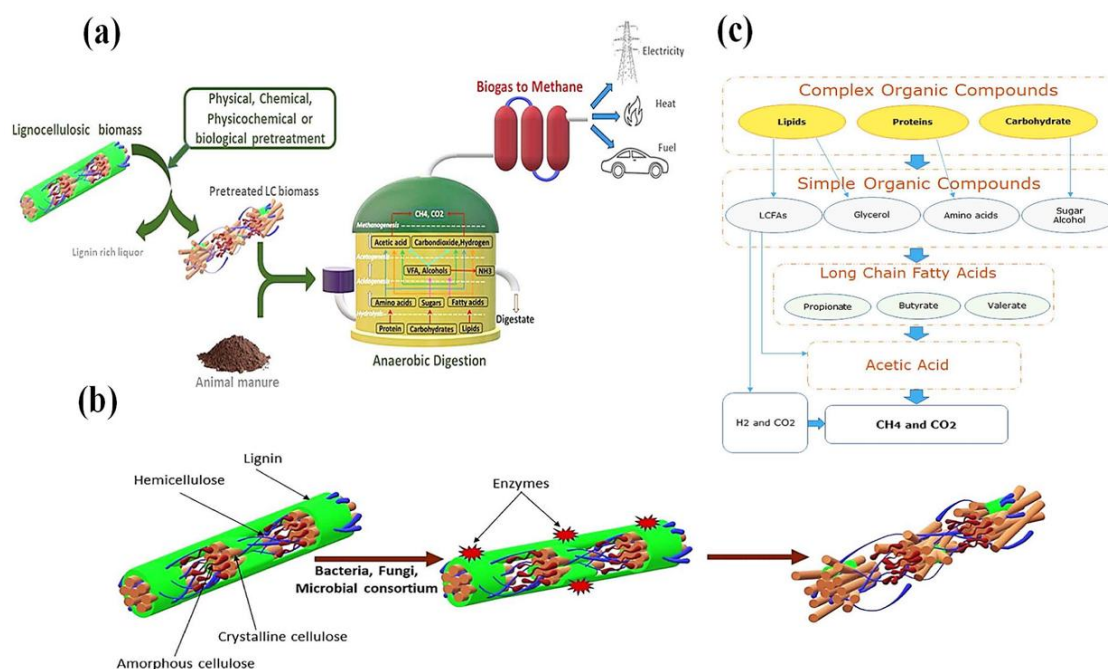 (a)
Lignocellulosic biomass
Physical, Chemical,
Physicochemical or
biological pretreatment
Pretreated LC biomass
Lignin rich liquor
Animal manure
Biogas to Methane
Electricity
Heat
Fuel
CH4, CO2
Methanogenesis
Acetic acid
Carbondioxide,Hydrogen
Acetogenesis
VFA, Alcohols
NH3
Acidogenesis
Amino acids
Sugars
Fatty acids
Hydrolysis
Protein
Carbohydrates
Lipids
Digestate
Anaerobic Digestion
(c)
Complex Organic Compounds
Lipids
Proteins
Carbohydrate
Simple Organic Compounds
LCFAs
Glycerol
Amino acids
Sugar
Alcohol
Long Chain Fatty Acids
Propionate
Butyrate
Valerate
Acetic Acid
H2 and CO2
CH4 and CO2
(b)
Lignin
Hemicellulose
Crystalline cellulose
Amorphous cellulose
Bacteria, Fungi,
Microbial consortium
Enzymes